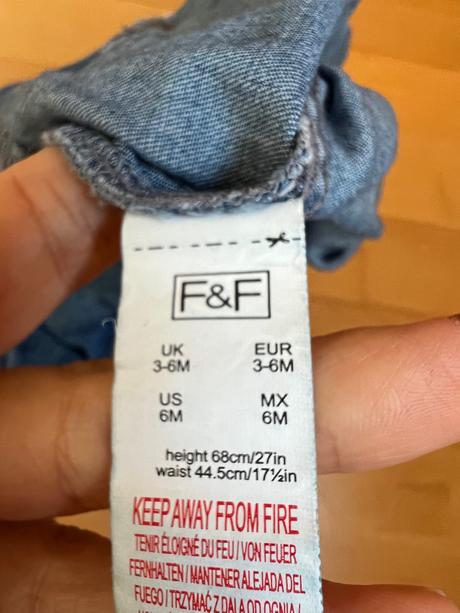 F&F
UK EUR
3-6M 3-6M
US MX
6M 6M
height 68cm/27in
waist 44.5cm/17½in
KEEP AWAY FROM FIRE
TENIR ÉLOIGNÉ DU FEU / VON FEUER
FERNHALTEN / MANTENER ALEJADA DEL
FUEGO / TRZYMAĆ Z DALA OD OGNIA /